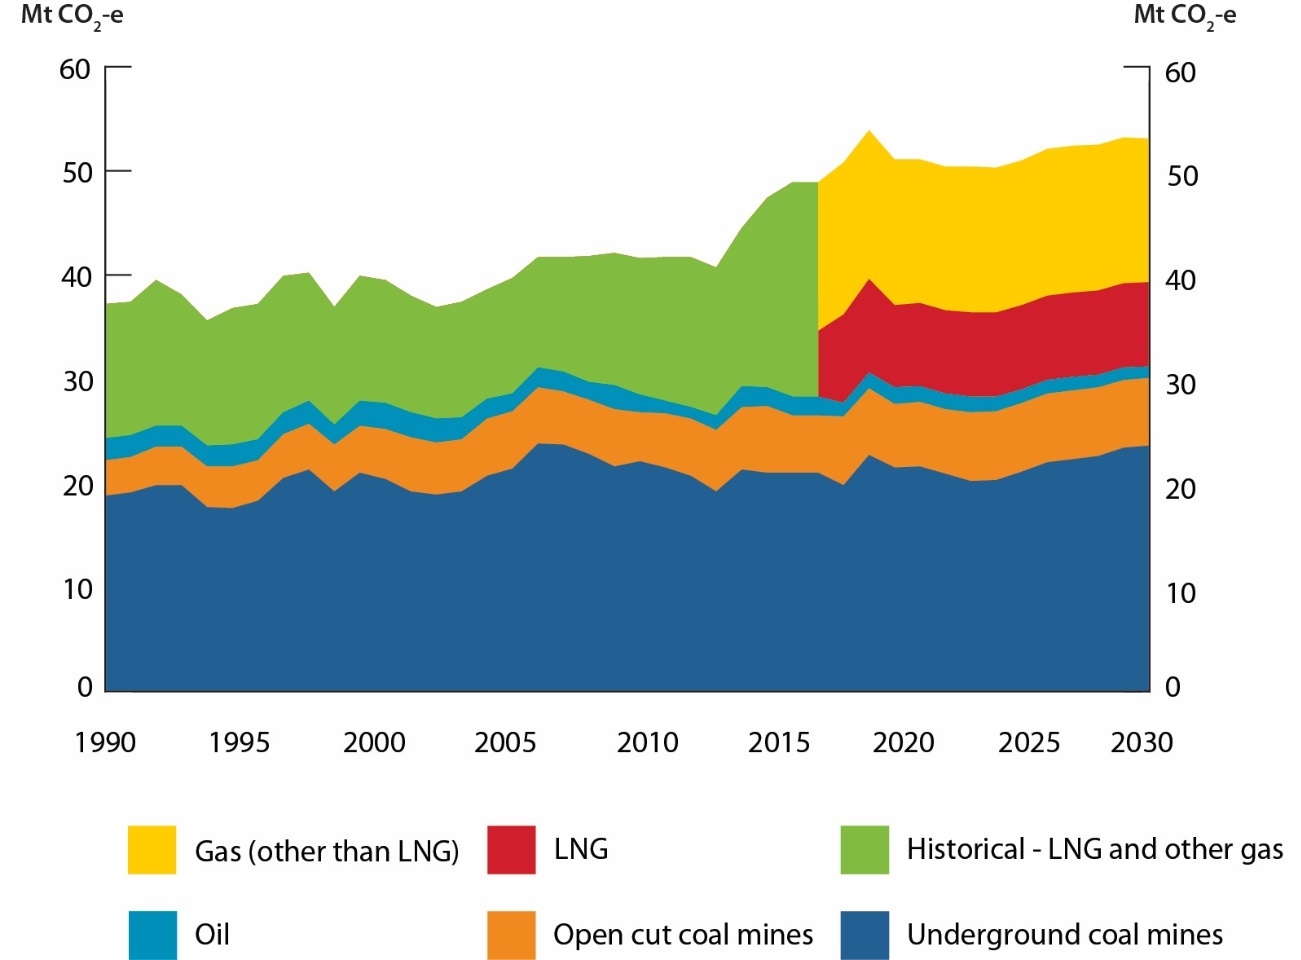 Mt CO2-e Mt CO2-e
60 60
50 50
40 40
30 30
20 20
10 10
0 0
1990 1995 2000 2005 2010 2015 2020 2025 2030
Gas (other than LNG) LNG Historical - LNG and other gas
Oil Open cut coal mines Underground coal mines